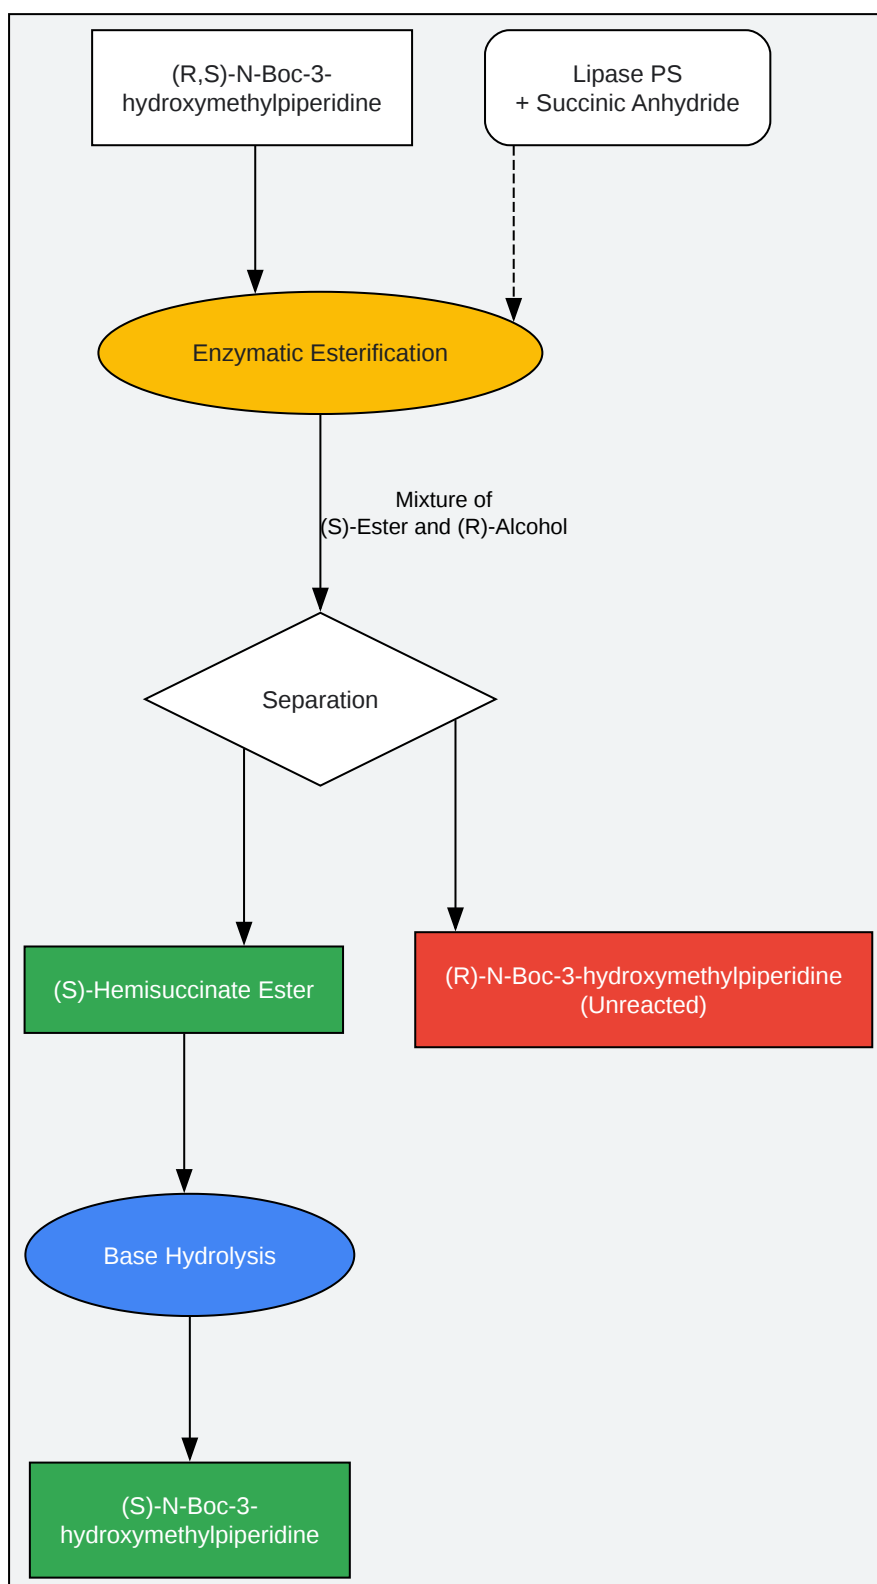 (R,S)-N-Boc-3-
hydroxymethylpiperidine
Lipase PS
+ Succinic Anhydride
Enzymatic Esterification
Mixture of
(S)-Ester and (R)-Alcohol
Separation
(S)-Hemisuccinate Ester
(R)-N-Boc-3-hydroxymethylpiperidine
(Unreacted)
Base Hydrolysis
(S)-N-Boc-3-
hydroxymethylpiperidine